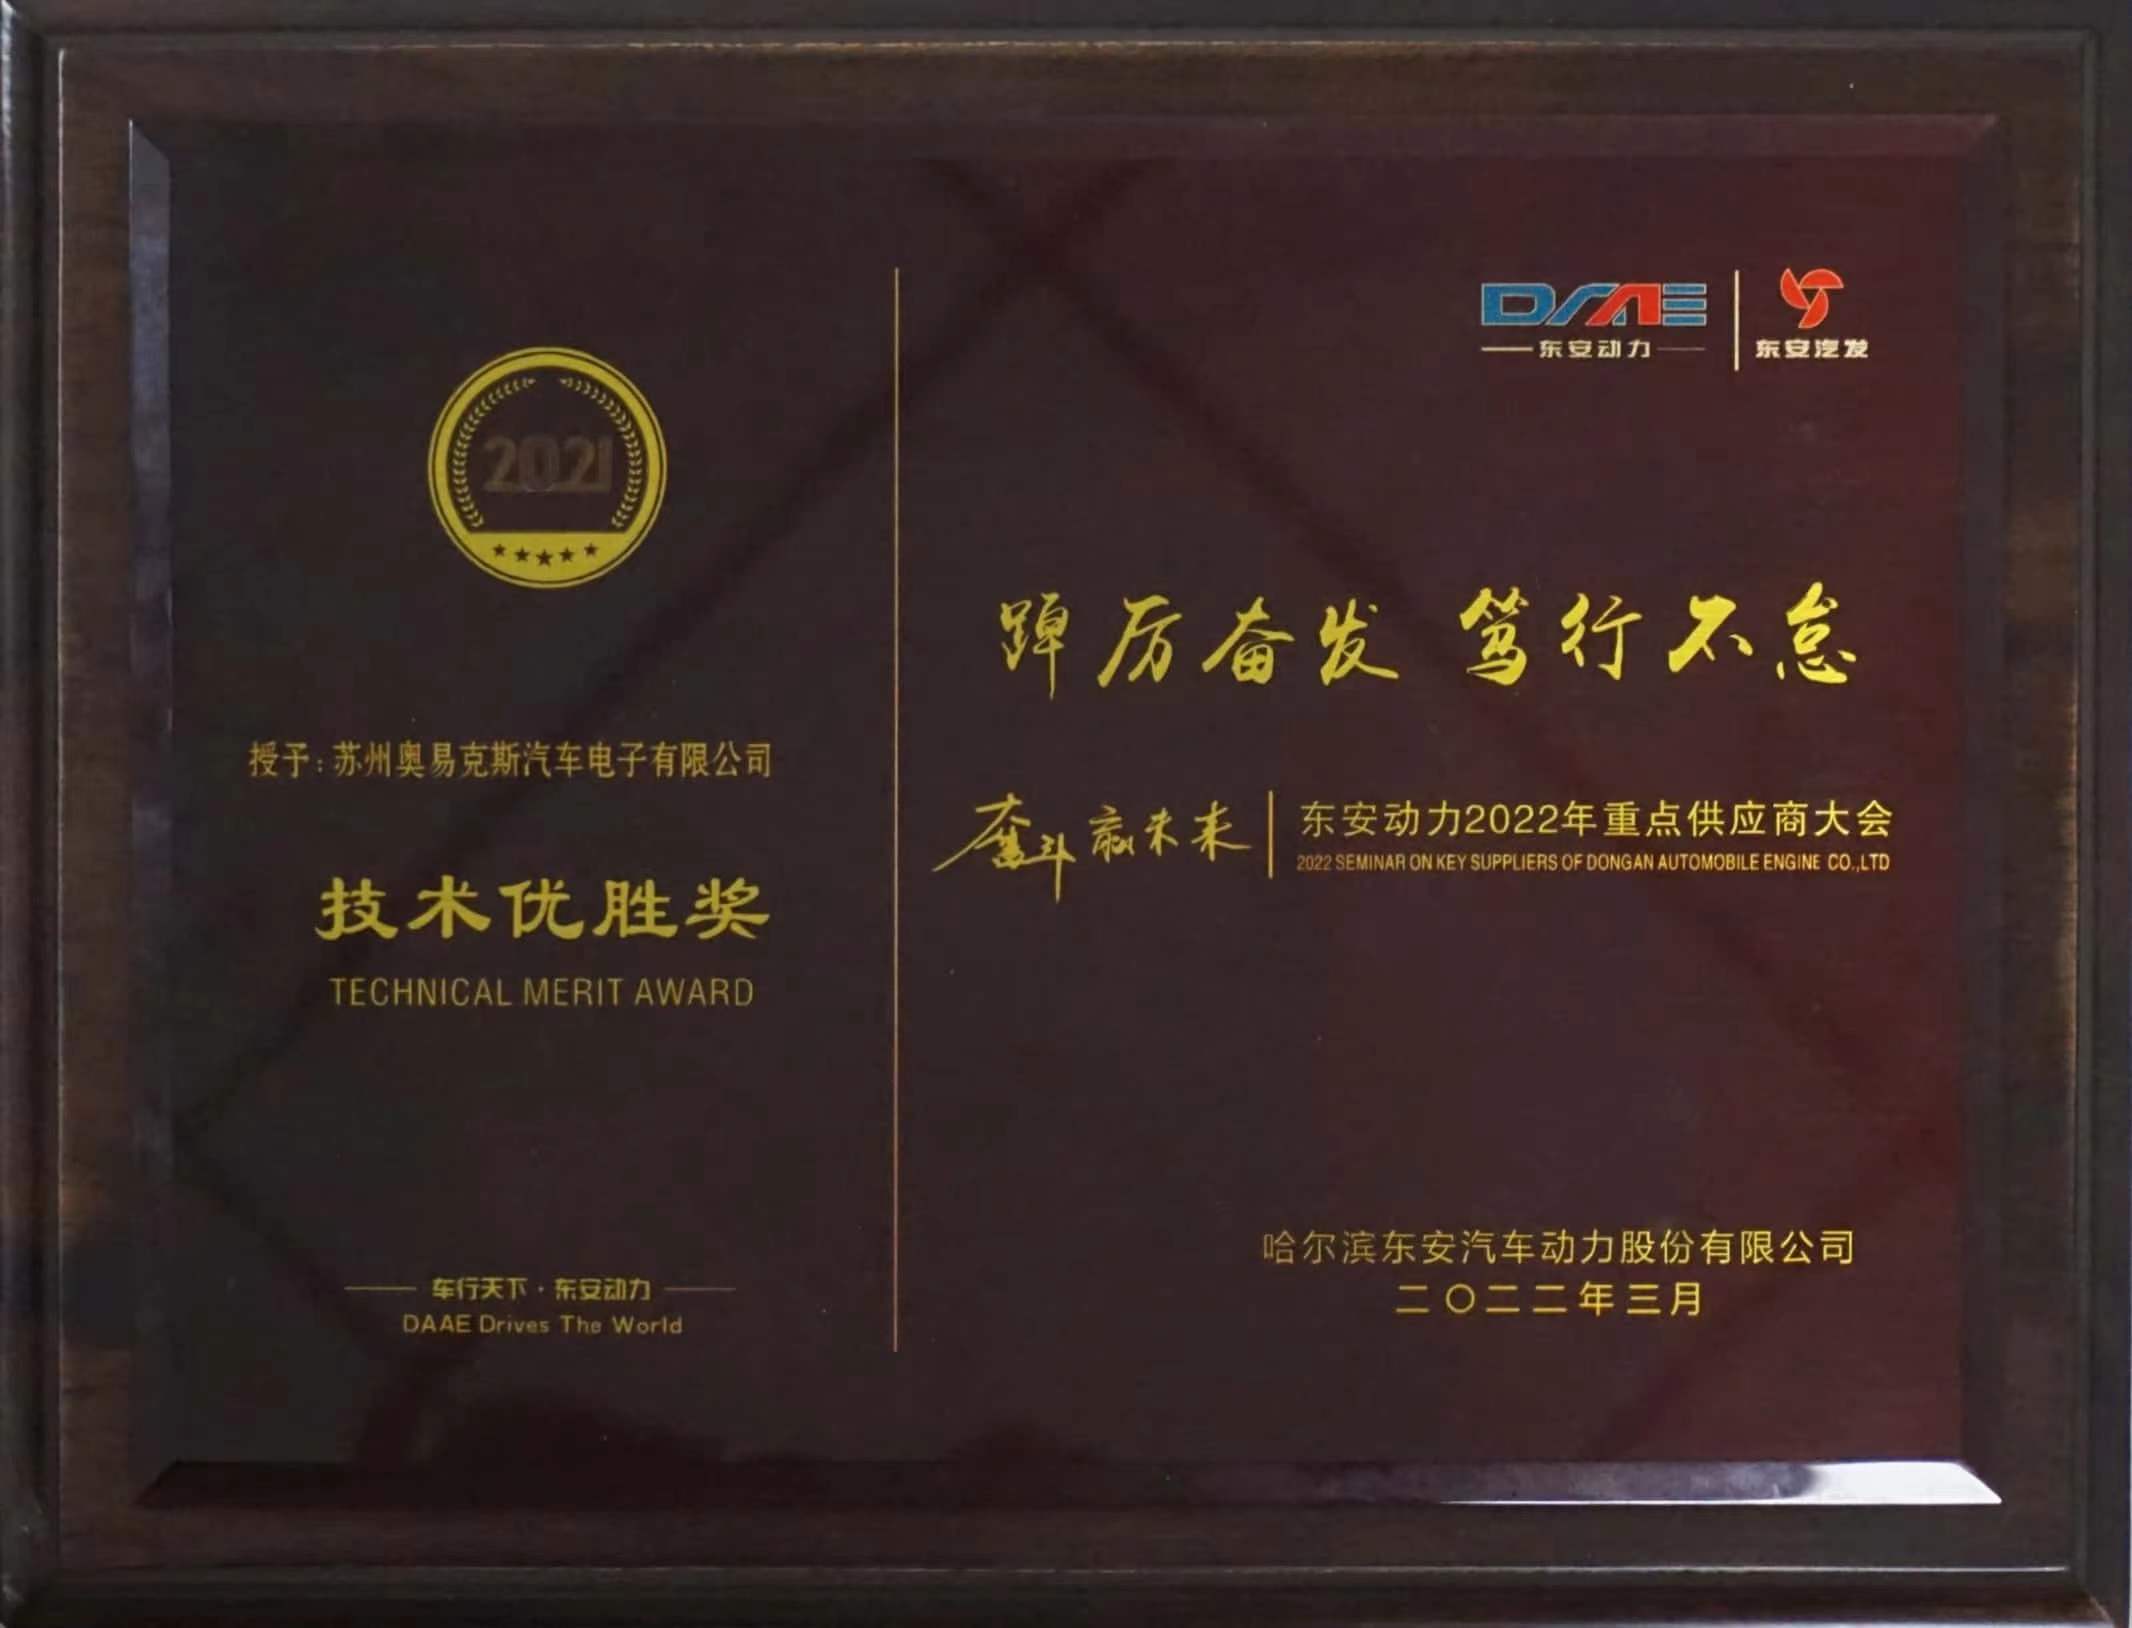 2021
授予：苏州奥易克斯汽车电子有限公司
技术优胜奖
TECHNICAL MERIT AWARD
车行天下·东安动力
DAAE Drives The World
DAAE
东安动力
东安汽发
踔厉奋发 笃行不怠
奋斗赢未来
东安动力2022年重点供应商大会
2022 SEMINAR ON KEY SUPPLIERS OF DONGAN AUTOMOBILE ENGINE CO.,LTD
哈尔滨东安汽车动力股份有限公司
二〇二二年三月